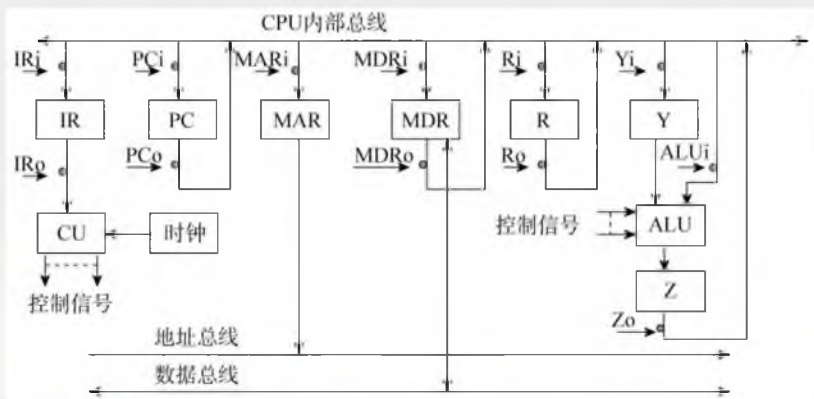 CPU内部总线
IRi PCi MARi MDRi Ri Yi
IR PC MAR MDR R Y
IRo PCo MDRo Ro ALUi
CU 时钟 控制信号 ALU
控制信号 Z
Zo
地址总线
数据总线